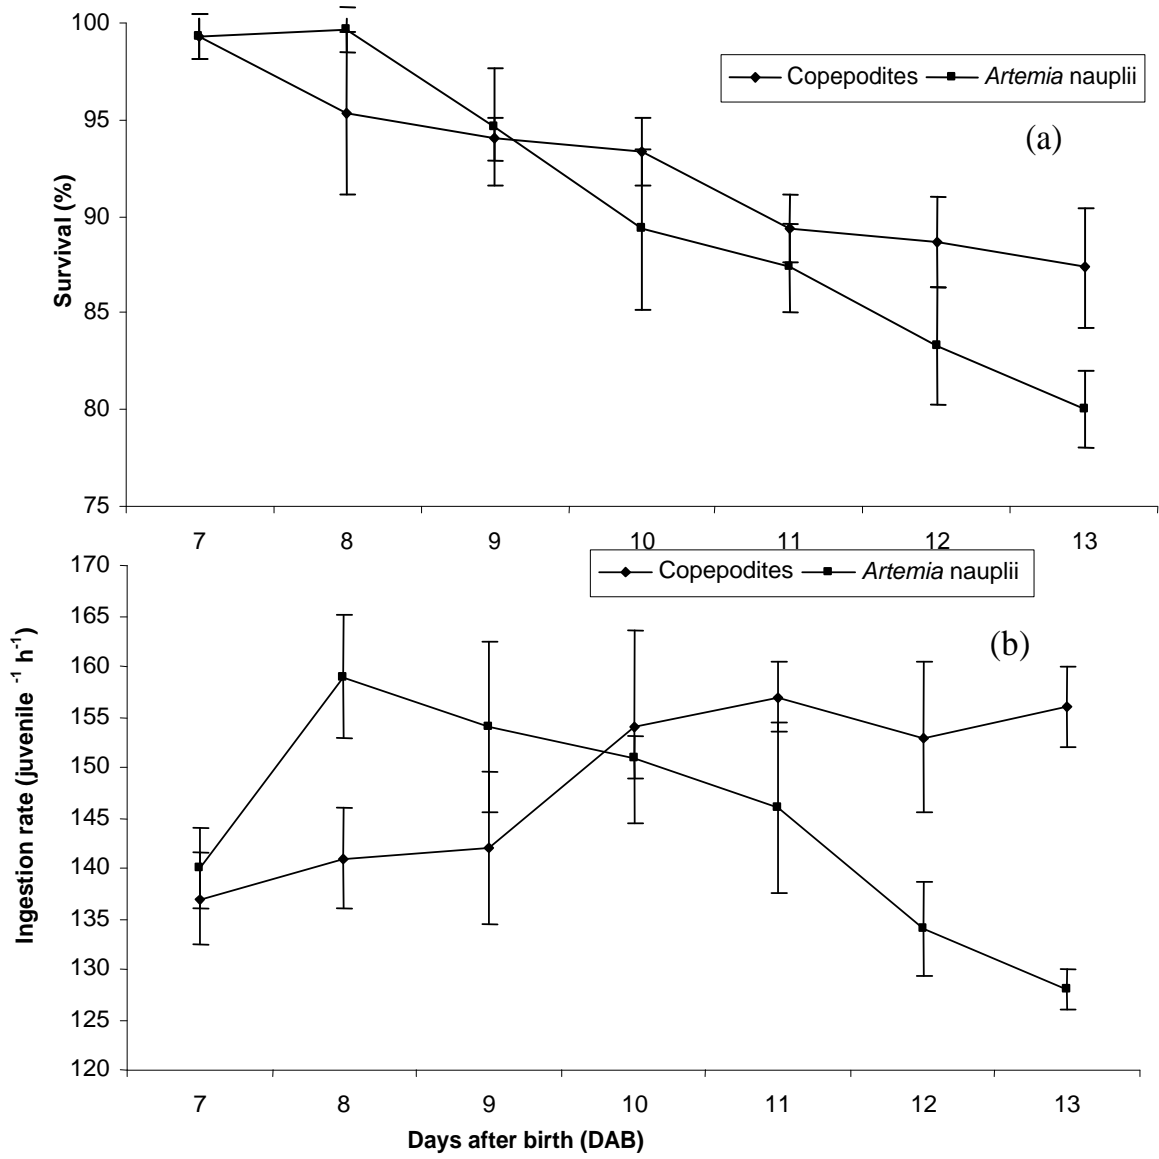 100
95
90
85
80
75
Survival (%)
Copepodites Artemia nauplii
(a)
7 8 9 10 11 12 13
170
165
160
155
150
145
140
135
130
125
120
Ingestion rate (juvenile ⁻¹ h⁻¹)
Copepodites Artemia nauplii
(b)
7 8 9 10 11 12 13
Days after birth (DAB)